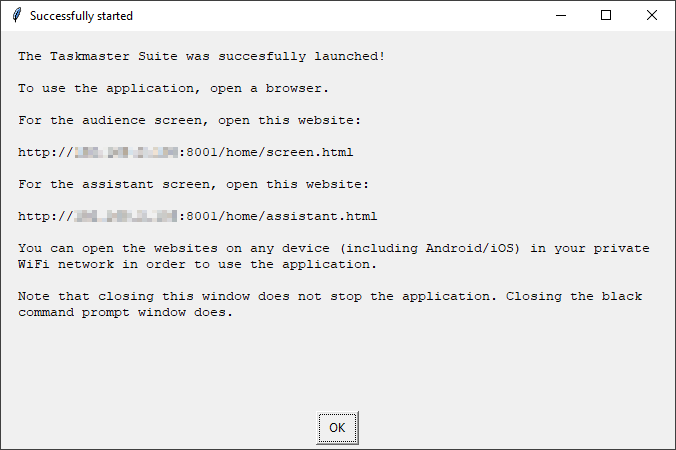 Successfully started
The Taskmaster Suite was succesfully launched!
To use the application, open a browser.
For the audience screen, open this website:
http:// :8001/home/screen.html
For the assistant screen, open this website:
http:// :8001/home/assistant.html
You can open the websites on any device (including Android/iOS) in your private
WiFi network in order to use the application.
Note that closing this window does not stop the application. Closing the black
command prompt window does.
OK